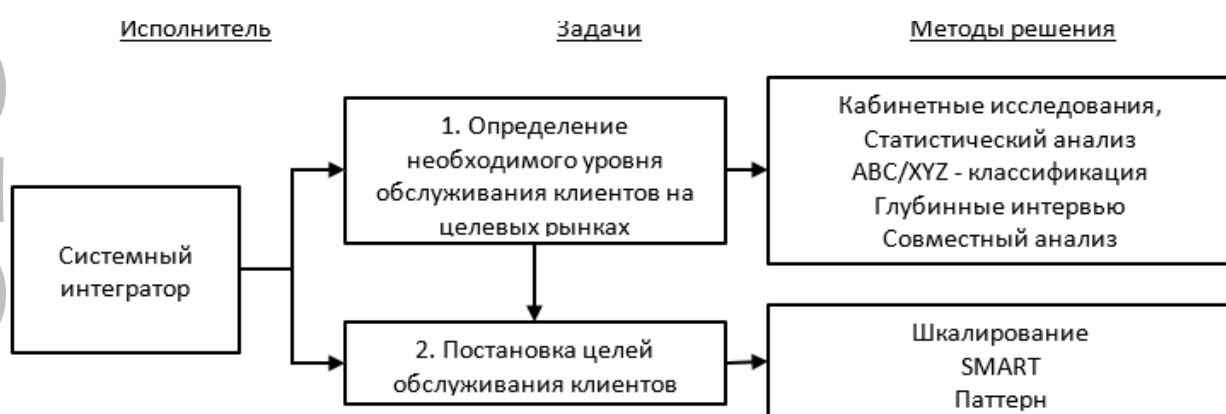 Исполнитель
Задачи
Методы решения
Системный
интегратор
1. Определение
необходимого уровня
обслуживания клиентов на
целевых рынках
2. Постановка целей
обслуживания клиентов
Кабинетные исследования,
Статистический анализ
ABC/XYZ - классификация
Глубинные интервью
Совместный анализ
Шкалирование
SMART
Паттерн